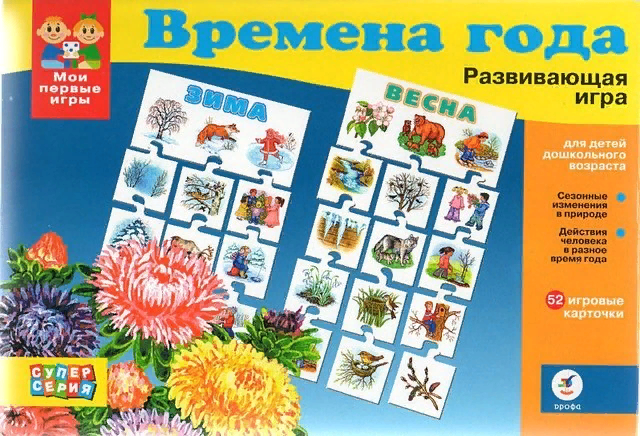 Времена года
Мои
первые
игры
Развивающая
игра
ЗИМА
ВЕСНА
для детей
дошкольного
возраста
Сезонные
изменения
в природе
Действия
человека
в разное
время года
52 игровые
карточки
СУПЕР
СЕРИЯ
дрофа